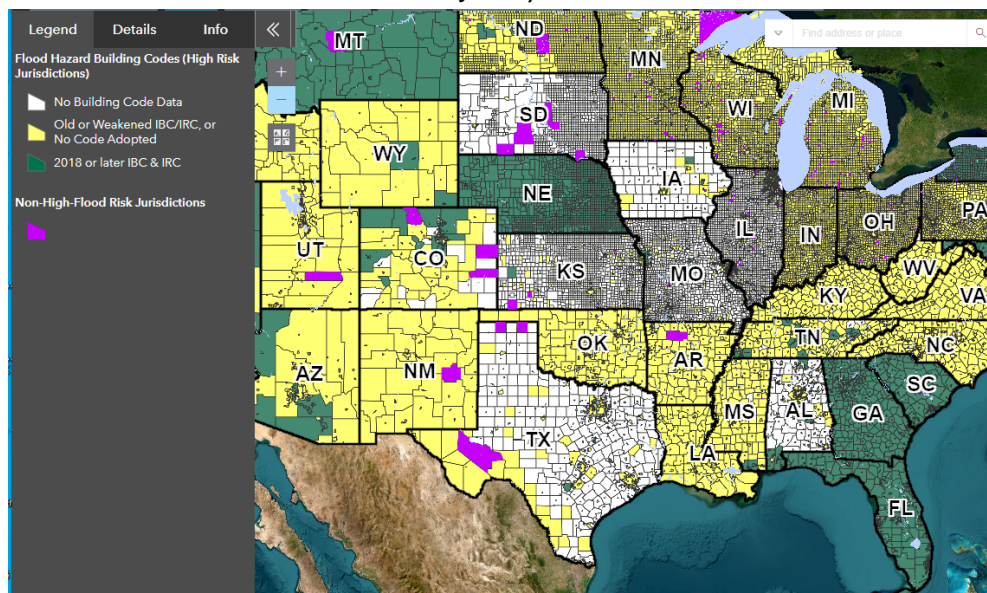 Legend Details Info
Flood Hazard Building Codes (High Risk
Jurisdictions)
No Building Code Data
Old or Weakened IBC/IRC, or
No Code Adopted
2018 or later IBC & IRC
Non-High-Flood Risk Jurisdictions
Find address or place
+
−
MT
ND
MN
WI
MI
SD
WY
IA
NE
IL
IN
OH
PA
UT
CO
KS
MO
WV
KY
VA
TN
NC
OK
AR
AZ
NM
SC
MS
AL
GA
TX
LA
FL